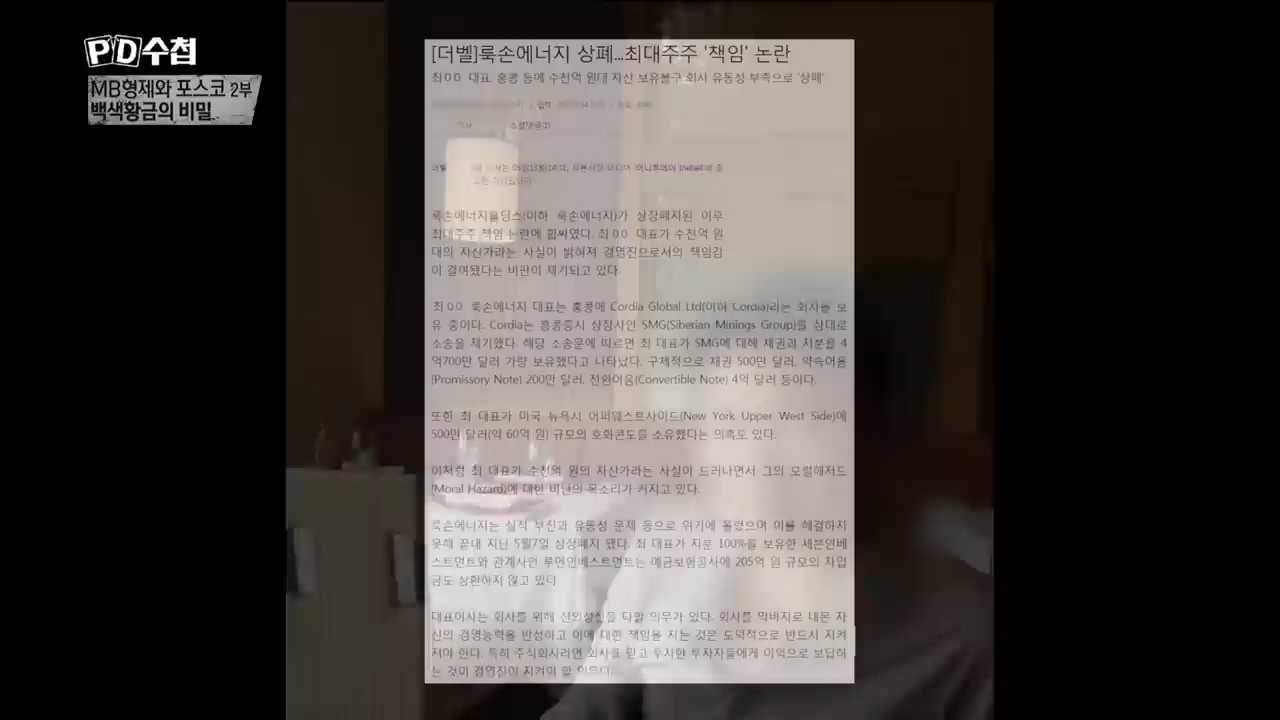 PD수첩
MB형제와 포스코 2부
백색황금의 비밀
[더벨]룩손에너지 상폐...최대주주 '책임' 논란
최OO 대표, 홍콩 등에 수천억 원대 자산 보유불구 회사 유동성 부족으로 '상폐'
룩손에너지홀딩스(이하 룩손에너지)가 상장폐지된 이후
최대주주 책임 논란에 휩싸였다. 최OO 대표가 수천억 원
대의 자산가라는 사실이 밝혀져 경영진으로서의 책임감
이 결여됐다는 비판이 제기되고 있다.
최OO 룩손에너지 대표는 홍콩에 Cordia Global Ltd(이하 Cordia)라는 회사를 보
유 중이다. Cordia는 홍콩증시 상장사인 SMG(Siberian Minings Group)를 상대로
소송을 제기했다. 해당 소송문에 따르면 최 대표가 SMG에 대해 채권과 지분을 4
억700만 달러 가량 보유했다고 나타났다. 구체적으로 채권 500만 달러, 약속어음
(Promissory Note) 200만 달러, 전환어음(Convertible Note) 4억 달러 등이다.
또한 최 대표가 미국 뉴욕시 어퍼웨스트사이드(New York Upper West Side)에
500만 달러(약 60억 원) 규모의 호화콘도를 소유했다는 의혹도 있다.
이처럼 최 대표가 수천억 원의 자산가라는 사실이 드러나면서 그의 모럴해저드
(Moral Hazard)에 대한 비난의 목소리가 커지고 있다.
룩손에너지는 실적 부진과 유동성 문제 등으로 위기에 몰렸으며 이를 해결하지
못해 끝내 지난 5월7일 상장폐지 됐다. 최 대표가 지분 100%를 보유한 세븐인베
스트먼트와 관계사인 루멘인베스트먼트는 예금보험공사에 205억 원 규모의 차입
금도 상환하지 않고 있다
대표이사는 회사를 위해 선의성실을 다할 의무가 있다. 회사를 막바지로 내몬 자
신의 경영능력을 반성하고 이에 대한 책임을 지는 것은 도덕적으로 반드시 지켜
져야 한다. 특히 주식회사라면 회사를 믿고 투자한 투자자들에게 이익으로 보답하
는 것이 경영진이 지켜야 할